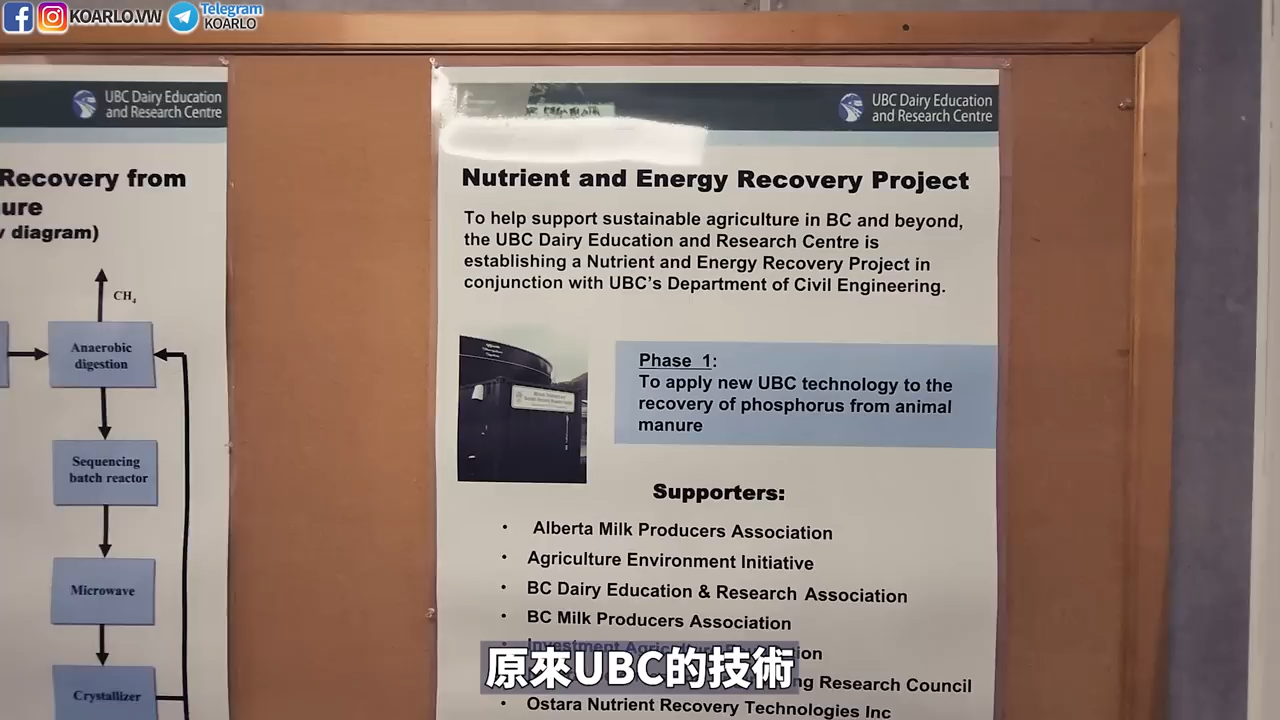 KOARLO.VW
Telegram
KOARLO
UBC Dairy Education
and Research Centre
Recovery from
ure
diagram)
CH4
Anaerobic
digestion
Sequencing
batch reactor
Microwave
Crystallizer
UBC Dairy Education
and Research Centre
Nutrient and Energy Recovery Project
To help support sustainable agriculture in BC and beyond,
the UBC Dairy Education and Research Centre is
establishing a Nutrient and Energy Recovery Project in
conjunction with UBC's Department of Civil Engineering.
Phase 1:
To apply new UBC technology to the
recovery of phosphorus from animal
manure
Supporters:
• Alberta Milk Producers Association
• Agriculture Environment Initiative
• BC Dairy Education & Research Association
• BC Milk Producers Association
Investment
Research Council
• Ostara Nutrient Recovery Technologies Inc
原來UBC的技術